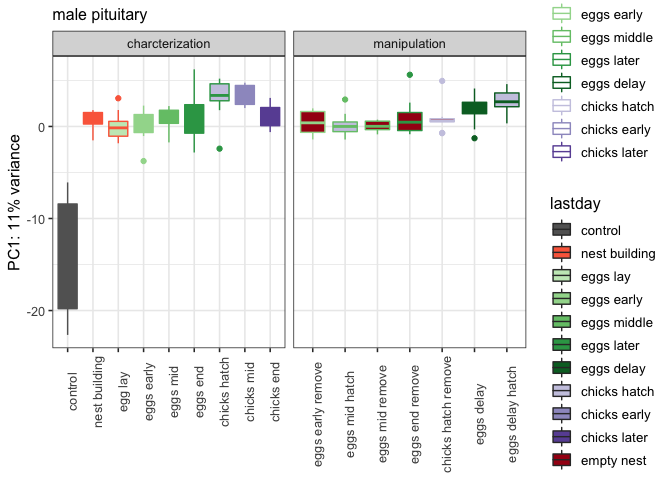 male pituitary
charcterization
manipulation
PC1: 11% variance
0
-10
-20
control
nest building
egg lay
eggs early
eggs mid
eggs end
chicks hatch
chicks mid
chicks end
eggs early remove
eggs mid hatch
eggs mid remove
eggs end remove
chicks hatch remove
eggs delay
eggs delay hatch
eggs early
eggs middle
eggs later
eggs delay
chicks hatch
chicks early
chicks later
lastday
control
nest building
eggs lay
eggs early
eggs middle
eggs later
eggs delay
chicks hatch
chicks early
chicks later
empty nest